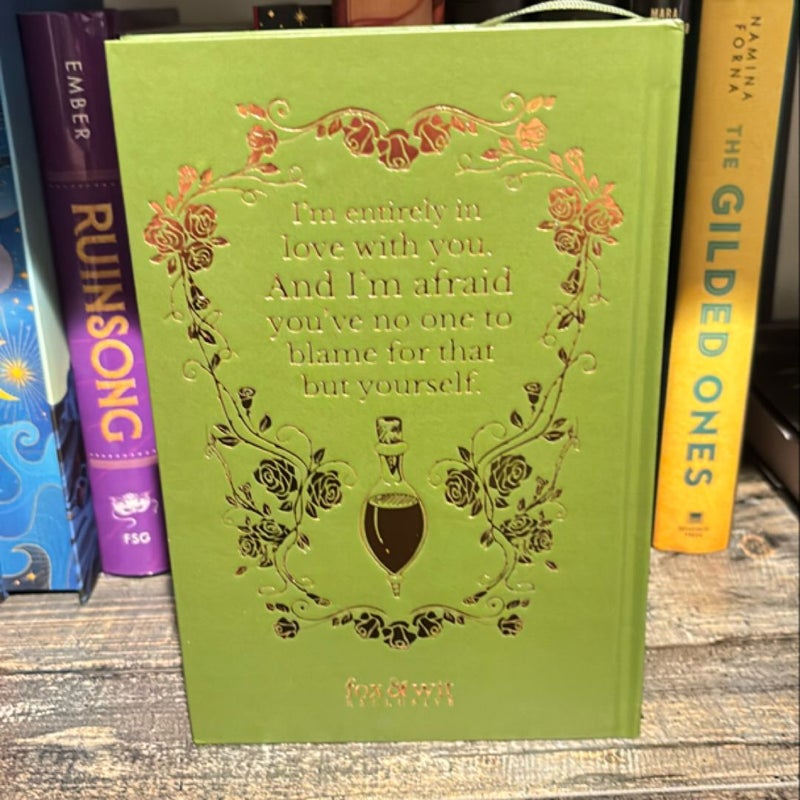 I'm entirely in
love with you.
And I'm afraid
you've no one to
blame for that
but yourself.
fox & wit
EXCLUSIVE
EMBER
RUINSONG
FSG
MARA
NAMINA
FORNA
THE GILDED ONES